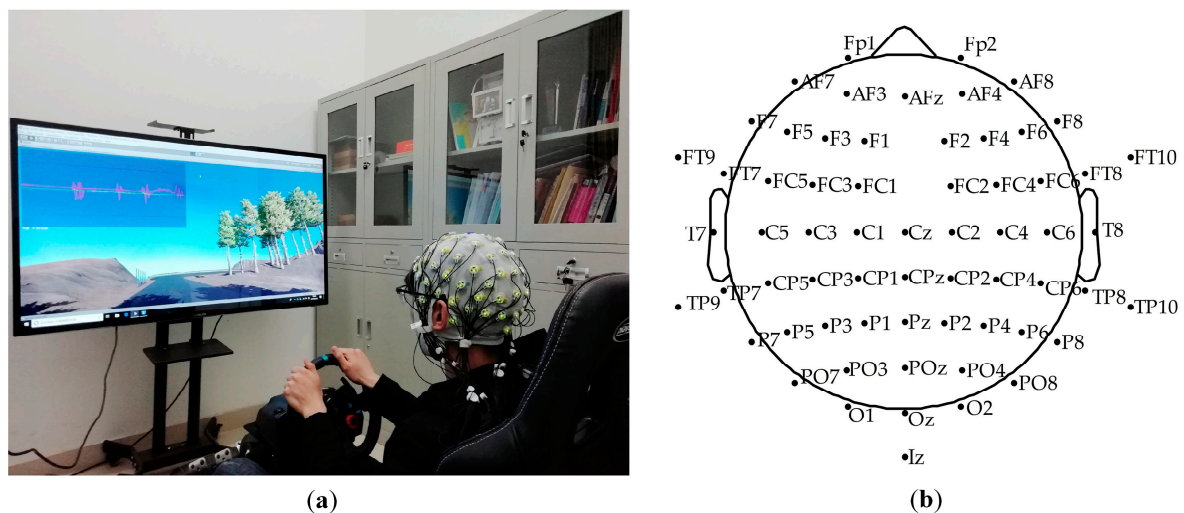 Fp1 Fp2
AF7 AF3 AFz AF4 AF8
F7 F5 F3 F1 F2 F4 F6 F8
FT9 FT7 FC5 FC3 FC1 FC2 FC4 FC6 FT8 FT10
T7 C5 C3 C1 Cz C2 C4 C6 T8
TP9 TP7 CP5 CP3 CP1 CPz CP2 CP4 CP6 TP8 TP10
P7 P5 P3 P1 Pz P2 P4 P6 P8
PO7 PO3 POz PO4 PO8
O1 Oz O2
Iz
(a) (b)